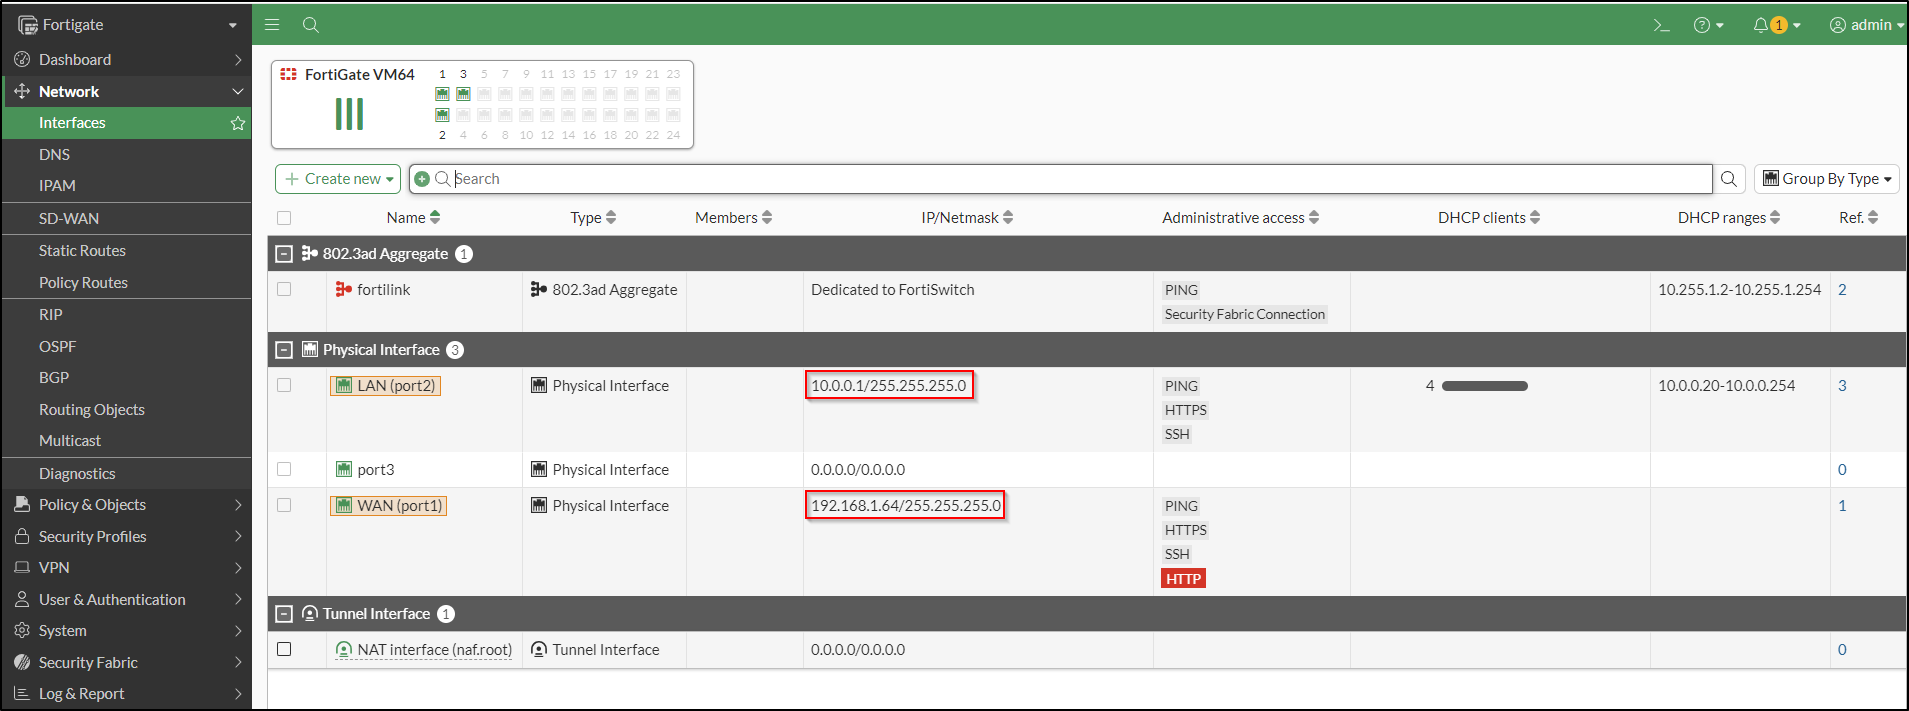 Fortigate
Dashboard
Network
Interfaces
DNS
IPAM
SD-WAN
Static Routes
Policy Routes
RIP
OSPF
BGP
Routing Objects
Multicast
Diagnostics
Policy & Objects
Security Profiles
VPN
User & Authentication
System
Security Fabric
Log & Report
>_ ? 1 admin
FortiGate VM64
1 3 5 7 9 11 13 15 17 19 21 23
2 4 6 8 10 12 14 16 18 20 22 24
+ Create new
Search
Group By Type
Name Type Members IP/Netmask Administrative access DHCP clients DHCP ranges Ref.
802.3ad Aggregate 1
fortilink 802.3ad Aggregate Dedicated to FortiSwitch PING 10.255.1.2-10.255.1.254 2
Security Fabric Connection
Physical Interface 3
LAN (port2) Physical Interface 10.0.0.1/255.255.255.0 PING 4 10.0.0.20-10.0.0.254 3
HTTPS
SSH
port3 Physical Interface 0.0.0.0/0.0.0.0 0
WAN (port1) Physical Interface 192.168.1.64/255.255.255.0 PING 1
HTTPS
SSH
HTTP
Tunnel Interface 1
NAT interface (naf.root) Tunnel Interface 0.0.0.0/0.0.0.0 0